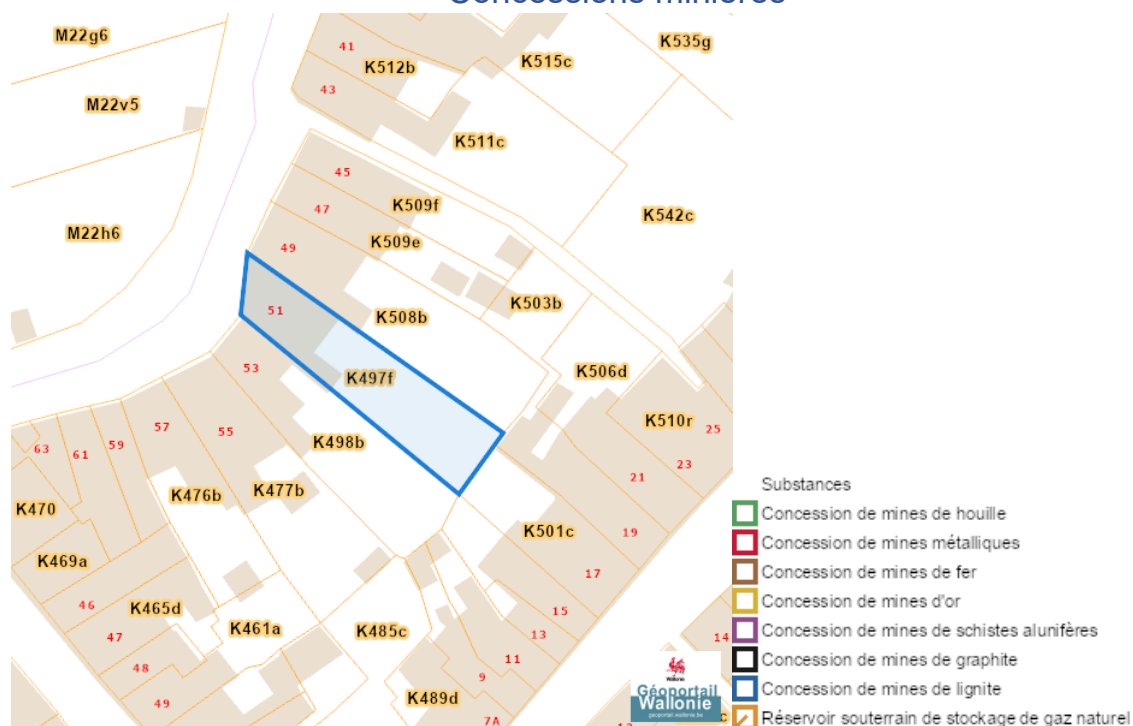 Concessions minières
M22g6
41
K512b
K515c
K535g
M22v5
43
K511c
45
K509f
47
K542c
M22h6
K509e
49
K503b
51
K508b
53
K497f
K506d
K510r
25
57
55
59
63
61
K498b
23
21
K476b
K477b
K470
19
K501c
K469a
17
46
K465d
15
47
K461a
K485c
13
14
11
48
9
49
K489d
7A
Wallonie
Géoportail
Wallonie
geoportail.wallonie.be
Substances
Concession de mines de houille
Concession de mines métalliques
Concession de mines de fer
Concession de mines d'or
Concession de mines de schistes alunifères
Concession de mines de graphite
Concession de mines de lignite
Réservoir souterrain de stockage de gaz naturel